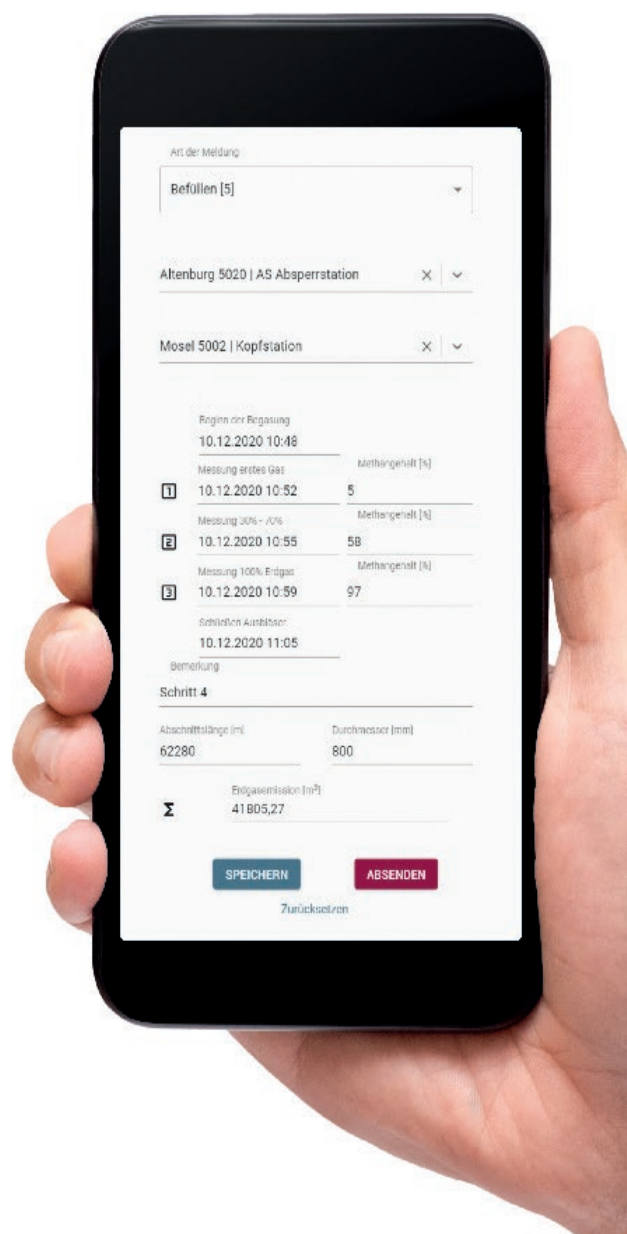 Art der Meldung
Befüllen [5]
Altenburg 5020 | AS Absperrstation
Mosel 5002 | Kopfstation
Beginn der Begasung
10.12.2020 10:48
Messung erstes Gas Methangehalt [%]
1 10.12.2020 10:52 5
Messung 30% - 70% Methangehalt [%]
2 10.12.2020 10:55 58
Messung 100% Erdgas Methangehalt [%]
3 10.12.2020 10:59 97
Schließen Ausbläser
10.12.2020 11:05
Bemerkung
Schritt 4
Abschnittslänge [m] Durchmesser [mm]
62280 800
Erdgasemission [m³]
Σ 41805,27
SPEICHERN ABSENDEN
Zurücksetzen